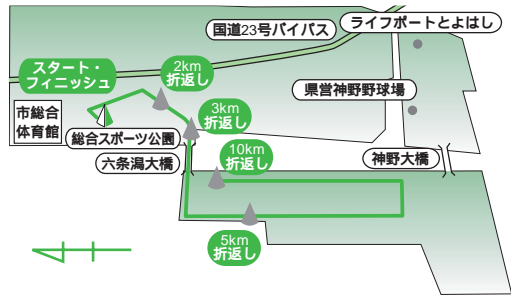 国道23号バイパス
ライフポートとよはし
スタート・
フィニッシュ
2km
折返し
県営神野野球場
市総合
体育館
3km
折返し
総合スポーツ公園
六条潟大橋
10km
折返し
神野大橋
5km
折返し